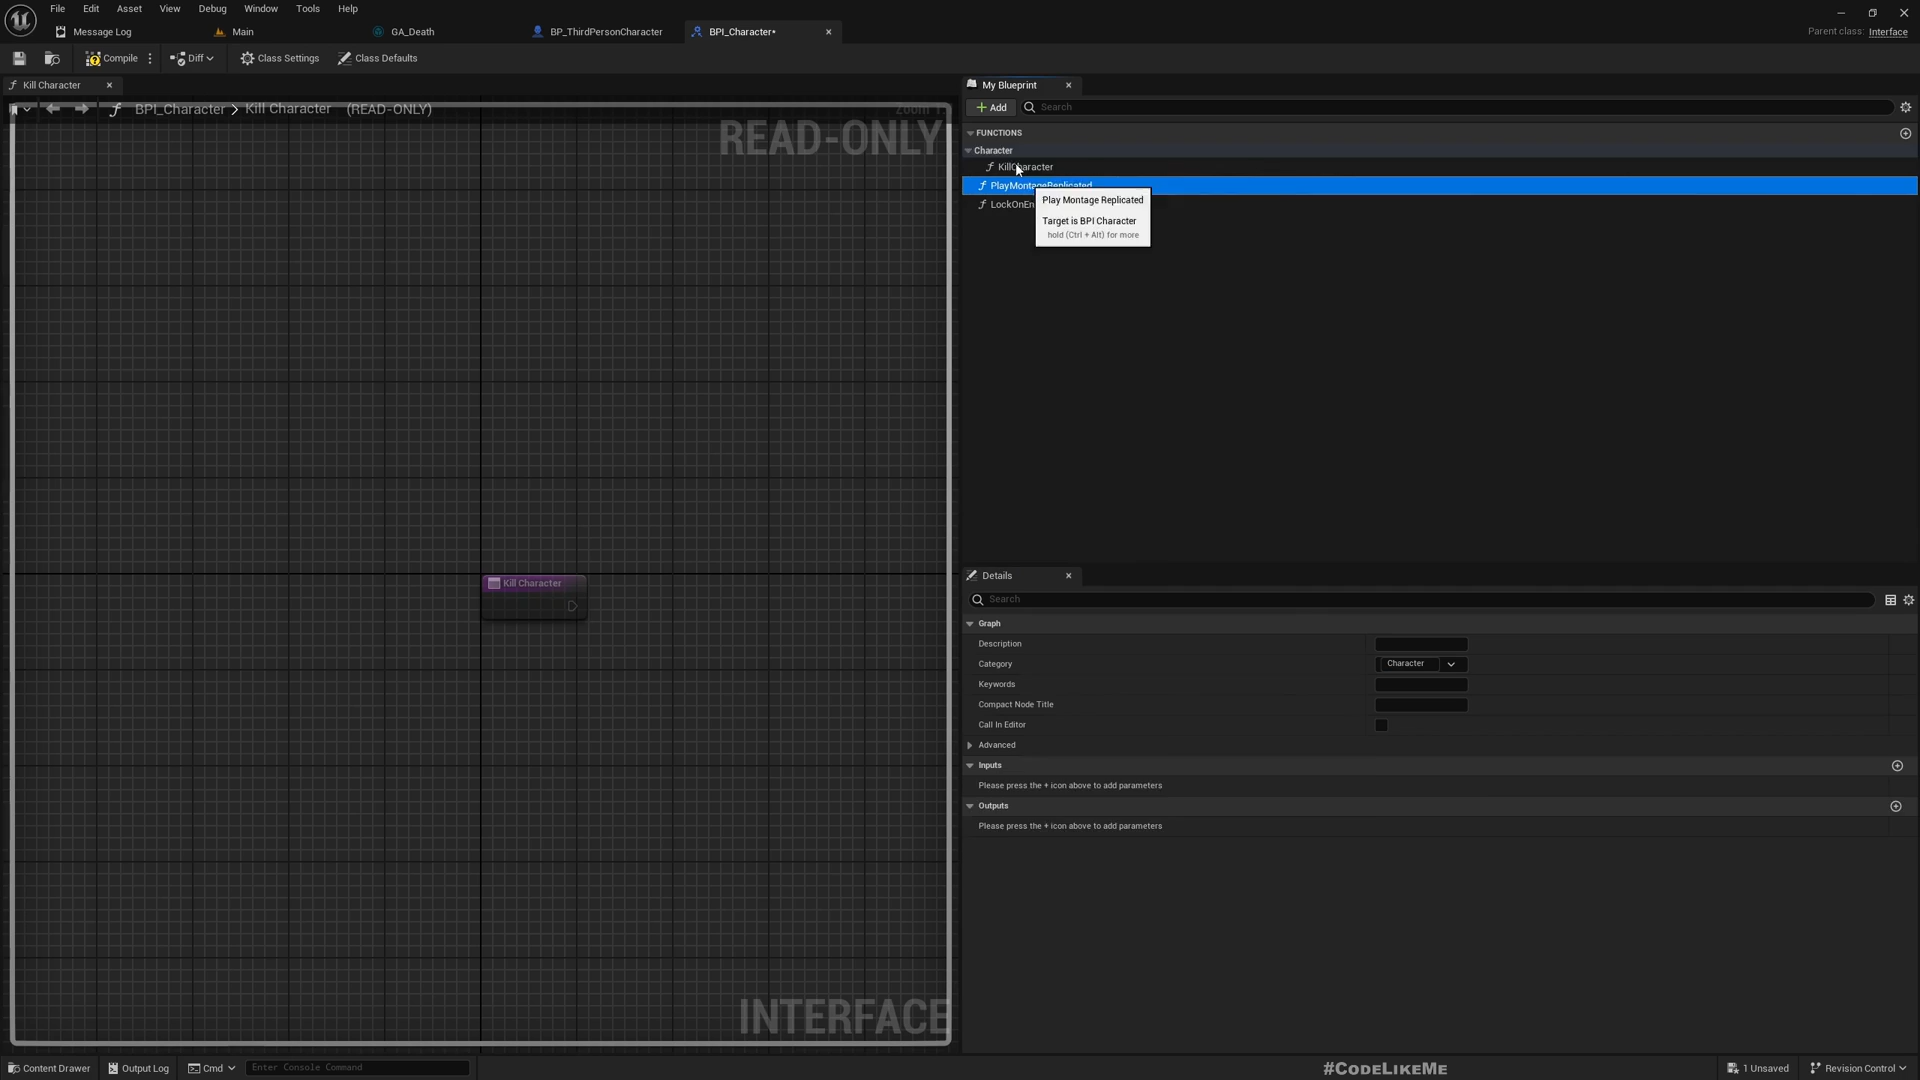 File Edit Asset View Window Debug Tools Help
Message Log
Main
GA_Death
BP_ThirdPersonCharacter
BPI_Character*
Parent class: Interface
Compile
Diff
Class Settings
Class Defaults
Kill Character
BPI_Character > Kill Character (READ-ONLY)
READ-ONLY
Kill Character
INTERFACE
My Blueprint
+ Add
Search
FUNCTIONS
Character
KillCharacter
PlayMontageReplicated
LockOnEn
Play Montage Replicated
Target is BPI Character
hold (Ctrl + Alt) for more
Details
Search
Graph
Description
Category
Character
Keywords
Compact Node Title
Call In Editor
Advanced
Inputs
Please press the + icon above to add parameters
Outputs
Please press the + icon above to add parameters
Content Drawer
Output Log
Cmd
Enter Console Command
#CODELIKEME
1 Unsaved
Revision Control